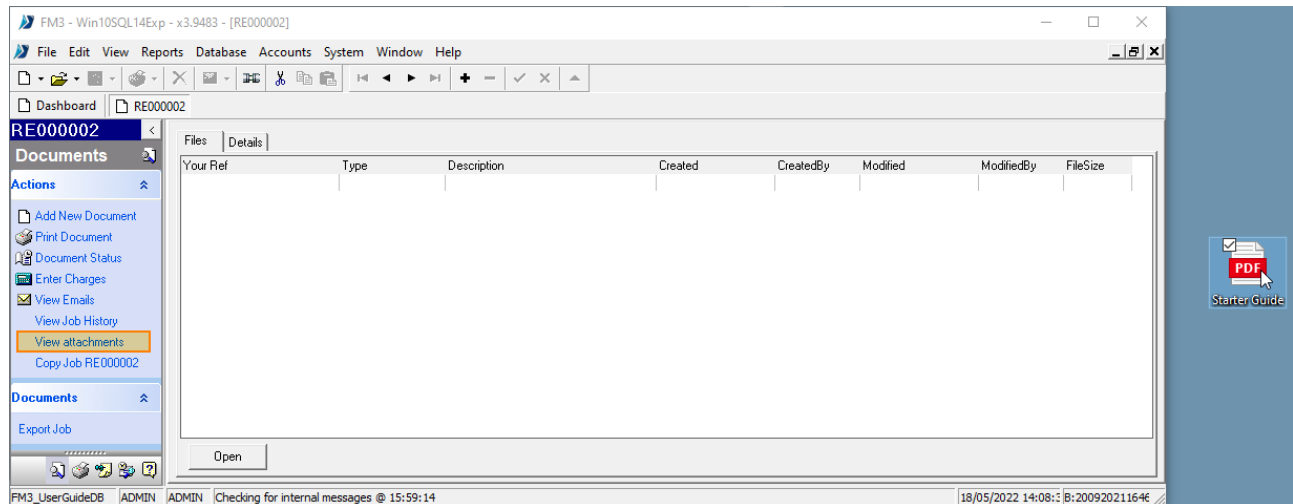 FM3 - Win10SQL14Exp - x3.9483 - [RE000002]
File Edit View Reports Database Accounts System Window Help
Dashboard RE000002
RE000002
Documents
Actions
Add New Document
Print Document
Document Status
Enter Charges
View Emails
View Job History
View attachments
Copy Job RE000002
Documents
Export Job
Files Details
Your Ref Type Description Created CreatedBy Modified ModifiedBy FileSize
Open
PDF
Starter Guide
FM3_UserGuideDB ADMIN ADMIN Checking for internal messages @ 15:59:14 18/05/2022 14:08:3 B:200920211646